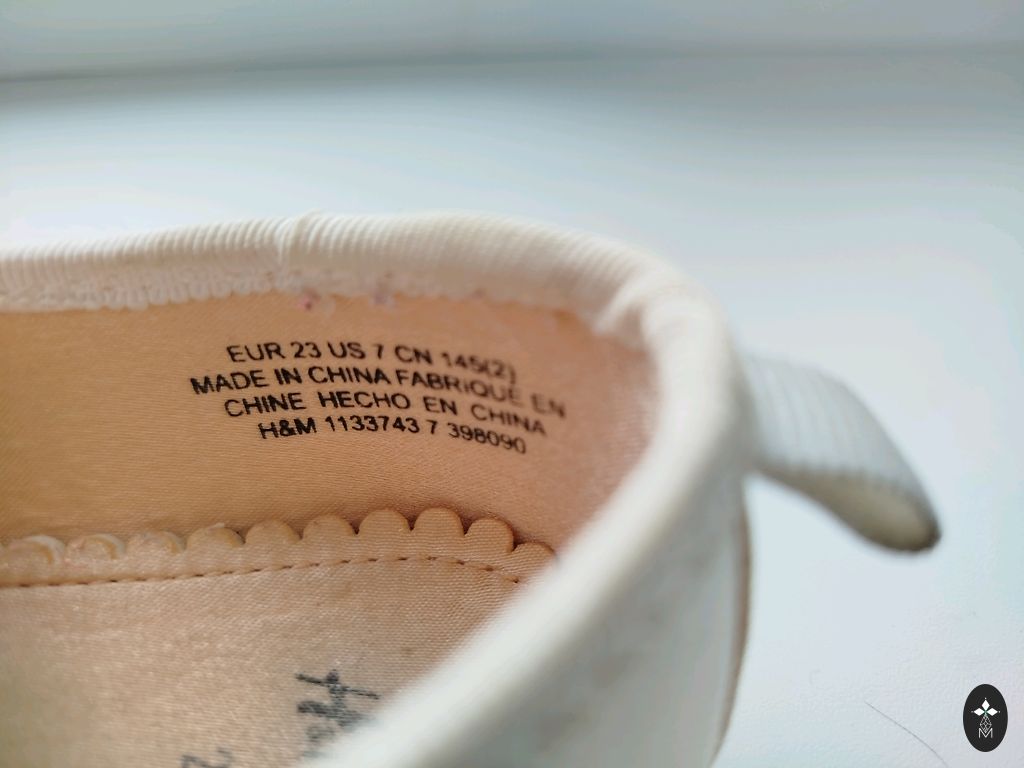 EUR 23 US 7 CN 145(2)
MADE IN CHINA FABRIQUÉ EN
CHINE HECHO EN CHINA
H&M 1133743 7 398090